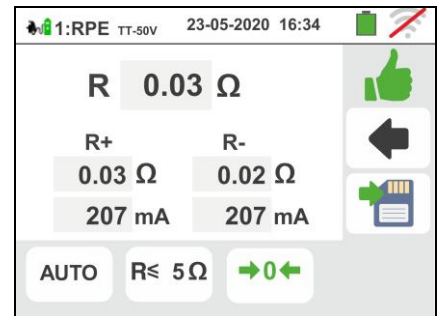 1:RPE TT-50V 23-05-2020 16:34
R 0.03 Ω
R+ R-
0.03 Ω 0.02 Ω
207 mA 207 mA
AUTO R≤ 5Ω ➔0←